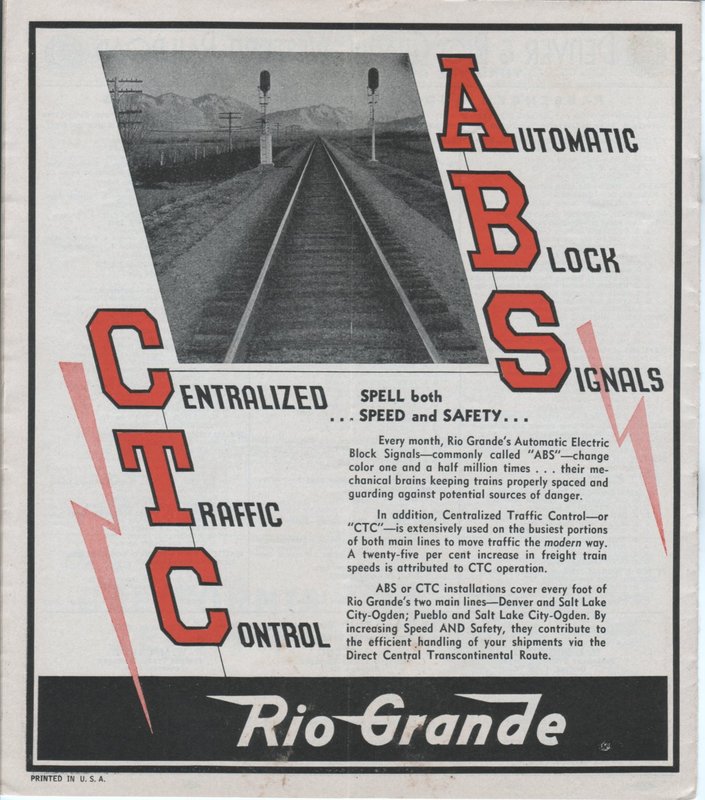 AUTOMATIC
BLOCK
SIGNALS
CENTRALIZED
TRAFFIC
CONTROL
SPELL both
. . . SPEED and SAFETY . . .
Every month, Rio Grande's Automatic Electric
Block Signals—commonly called "ABS"—change
color one and a half million times . . . their me-
chanical brains keeping trains properly spaced and
guarding against potential sources of danger.
In addition, Centralized Traffic Control—or
"CTC"—is extensively used on the busiest portions
of both main lines to move traffic the modern way.
A twenty-five per cent increase in freight train
speeds is attributed to CTC operation.
ABS or CTC installations cover every foot of
Rio Grande's two main lines—Denver and Salt Lake
City-Ogden; Pueblo and Salt Lake City-Ogden. By
increasing Speed AND Safety, they contribute to
the efficient handling of your shipments via the
Direct Central Transcontinental Route.
Rio Grande
PRINTED IN U. S. A.